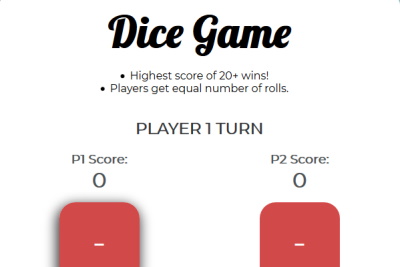 Dice Game
• Highest score of 20+ wins!
• Players get equal number of rolls.
PLAYER 1 TURN
P1 Score: P2 Score:
0 0
- -